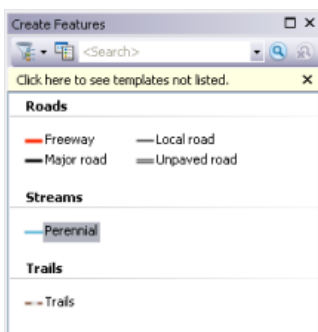 Create Features
<Search>
Click here to see templates not listed.
Roads
Freeway Local road
Major road Unpaved road
Streams
Perennial
Trails
Trails